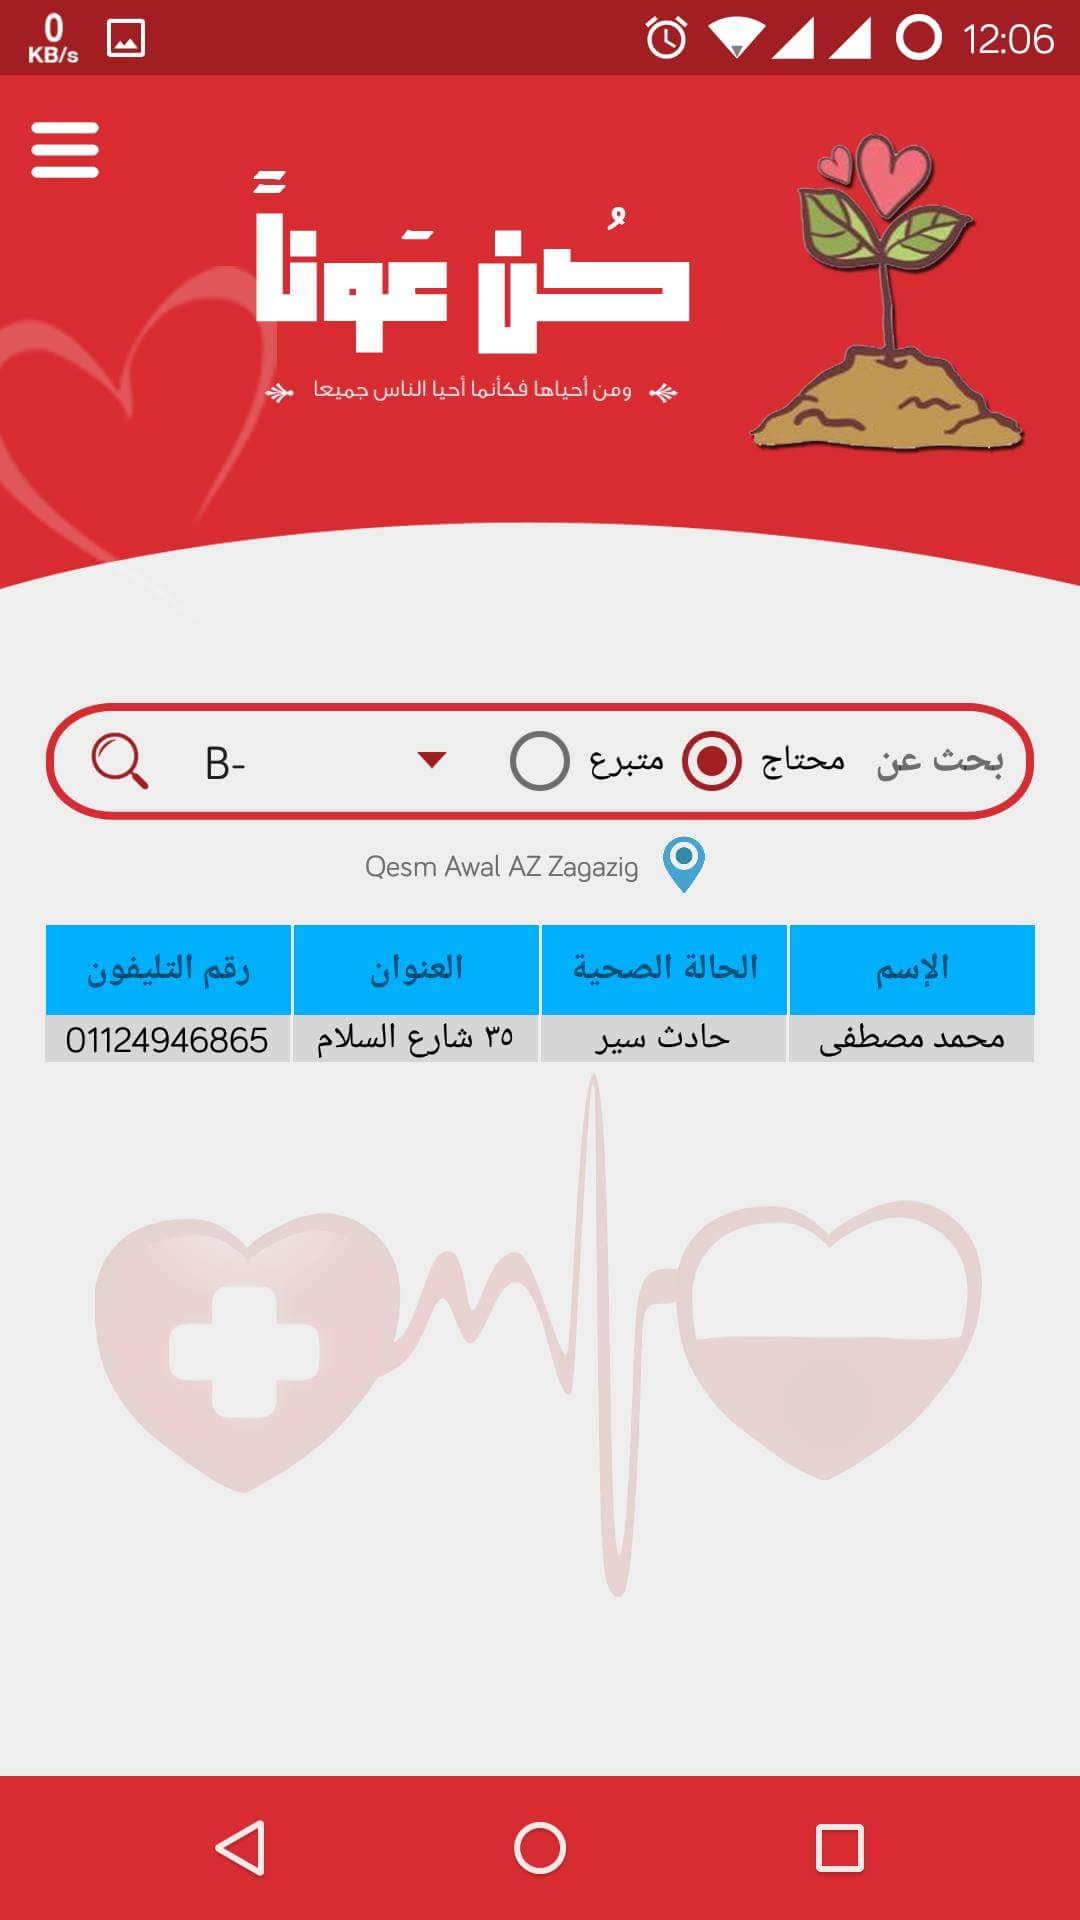 0
KB/s
12:06
كُن عَوناً
ومن أحياها فكأنما أحيا الناس جميعا
بحث عن محتاج متبرع B-
Qesm Awal AZ Zagazig
الإسم الحالة الصحية العنوان رقم التليفون
محمد مصطفى حادث سير ٣٥ شارع السلام 01124946865